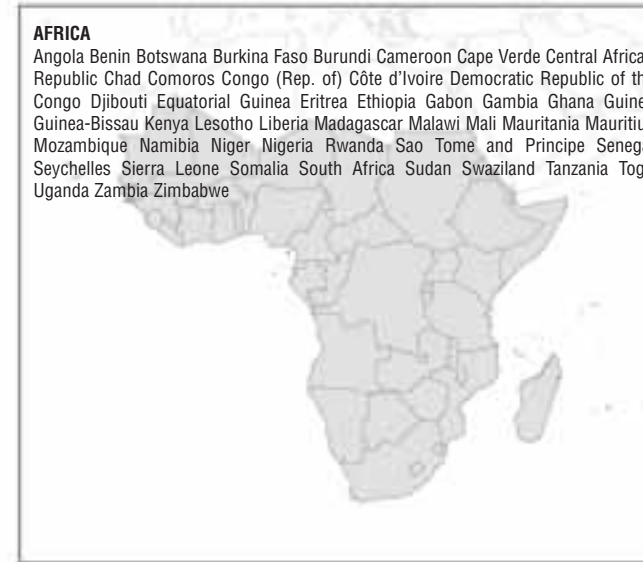 AFRICA
Angola Benin Botswana Burkina Faso Burundi Cameroon Cape Verde Central Africa
Republic Chad Comoros Congo (Rep. of) Côte d’Ivoire Democratic Republic of th
Congo Djibouti Equatorial Guinea Eritrea Ethiopia Gabon Gambia Ghana Guine
Guinea-Bissau Kenya Lesotho Liberia Madagascar Malawi Mali Mauritania Mauritiu
Mozambique Namibia Niger Nigeria Rwanda Sao Tome and Principe Seneg
Seychelles Sierra Leone Somalia South Africa Sudan Swaziland Tanzania Tog
Uganda Zambia Zimbabwe